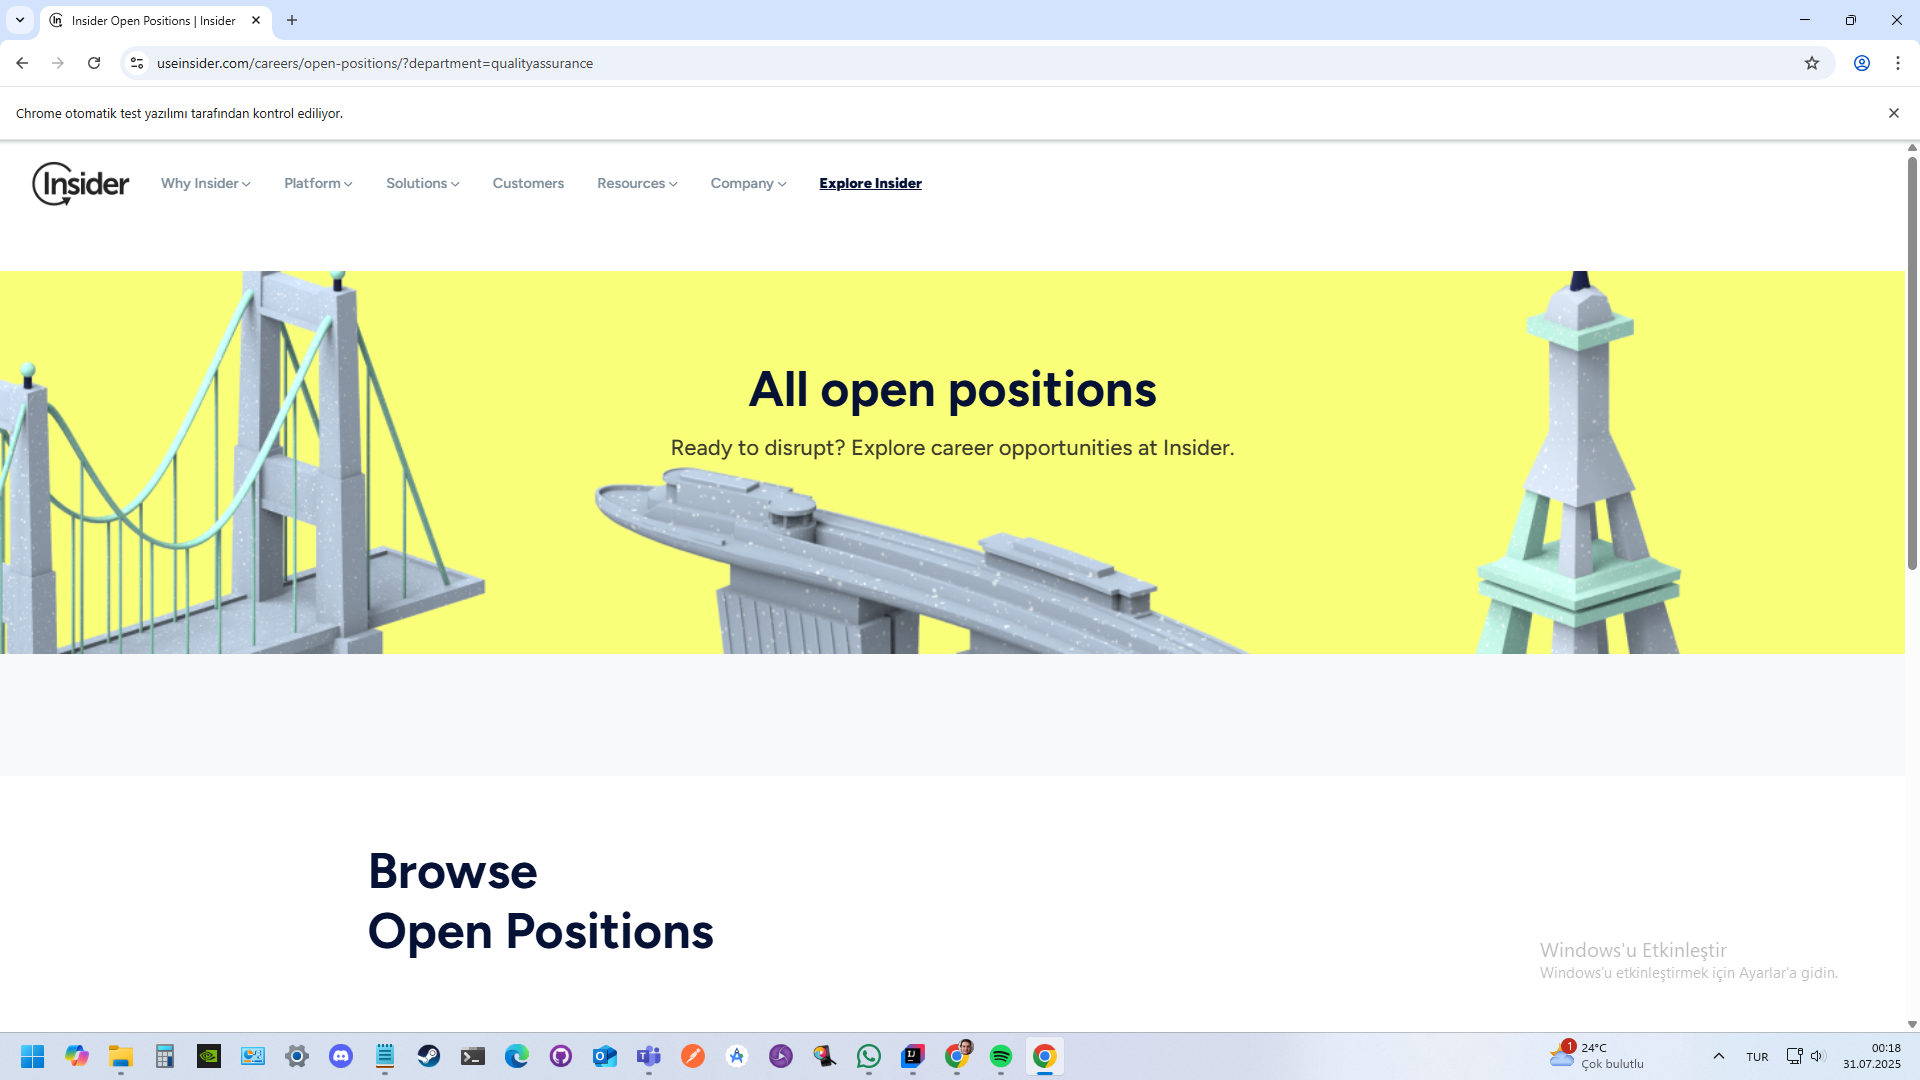 Insider Open Positions | Insider
useinsider.com/careers/open-positions/?department=qualityassurance
Chrome otomatik test yazılımı tarafından kontrol ediliyor.
Insider
Why Insider
Platform
Solutions
Customers
Resources
Company
Explore Insider
All open positions
Ready to disrupt? Explore career opportunities at Insider.
Browse
Open Positions
Windows'u Etkinleştir
Windows'u etkinleştirmek için Ayarlar'a gidin.
1
24°C
Çok bulutlu
TUR
00:18
31.07.2025